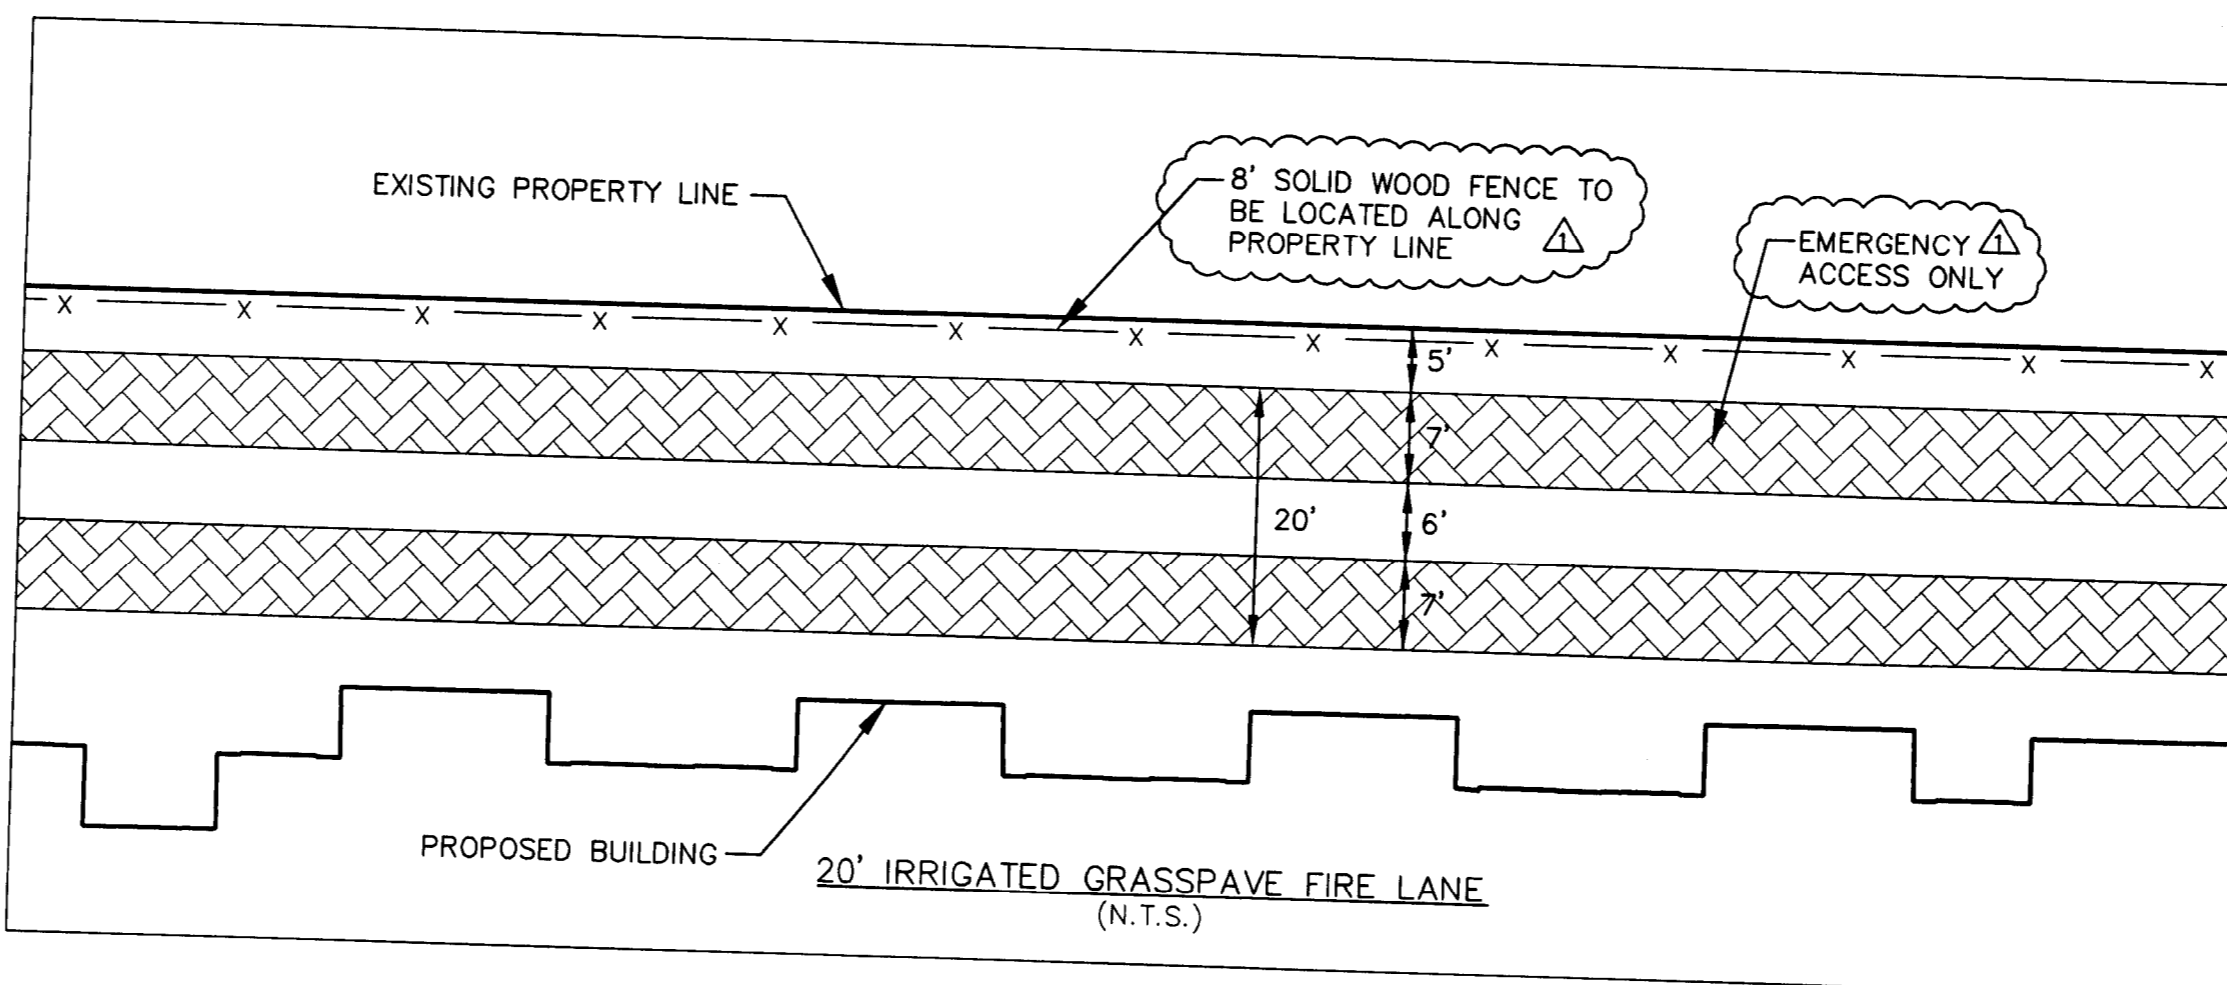 EXISTING PROPERTY LINE
8' SOLID WOOD FENCE TO
BE LOCATED ALONG
PROPERTY LINE
1
EMERGENCY 1
ACCESS ONLY
X X X X X X X X X X X X X
5'
7'
20'
6'
7'
PROPOSED BUILDING
20' IRRIGATED GRASSPAVE FIRE LANE
(N.T.S.)